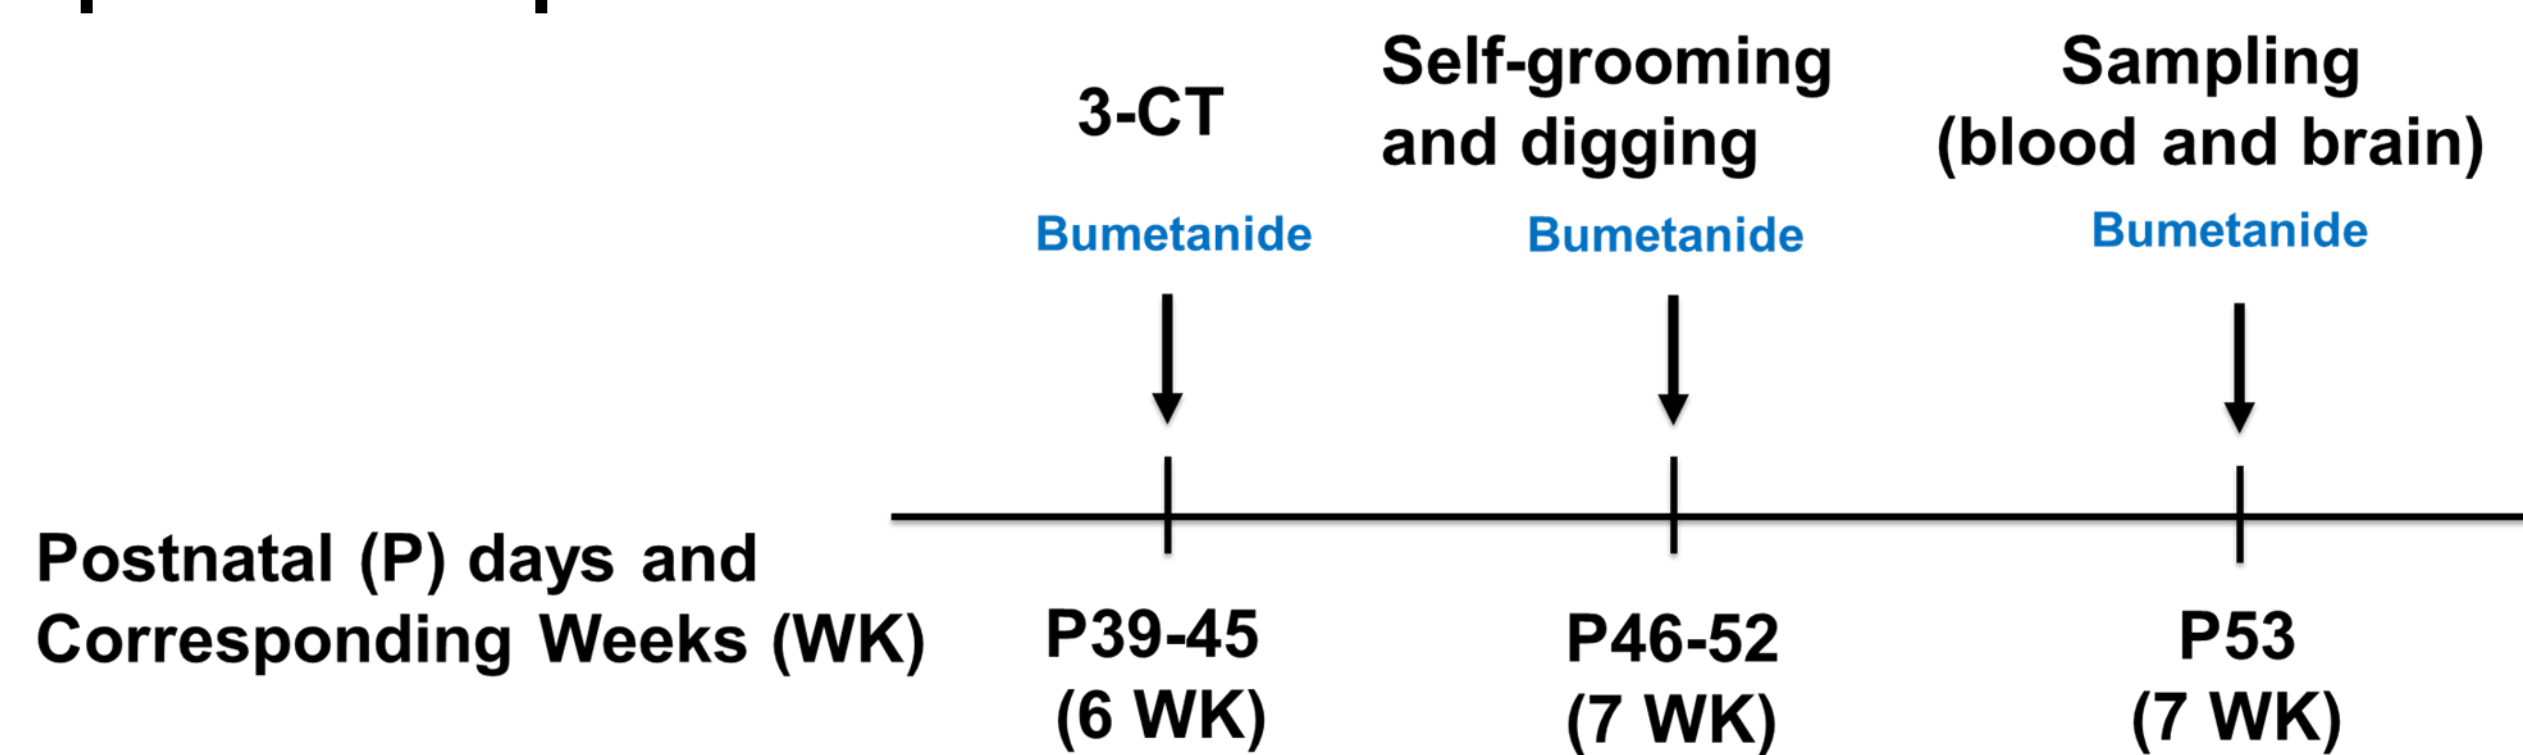 3-CT
Self-grooming
and digging
Sampling
(blood and brain)
Bumetanide
Bumetanide
Bumetanide
Postnatal (P) days and
Corresponding Weeks (WK)
P39-45
(6 WK)
P46-52
(7 WK)
P53
(7 WK)